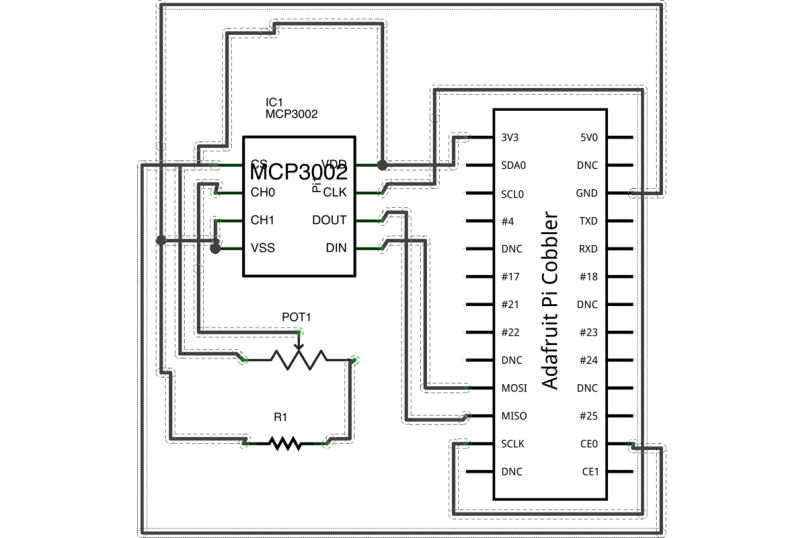 IC1
MCP3002
CS
VDD
MCP3002
Pi
CH0
CLK
CH1
DOUT
VSS
DIN
POT1
R1
3V3
5V0
SDA0
DNC
SCL0
GND
#4
TXD
DNC
RXD
#17
#18
#21
DNC
#22
#23
DNC
#24
MOSI
DNC
MISO
#25
SCLK
CE0
DNC
CE1
Adafruit Pi Cobbler